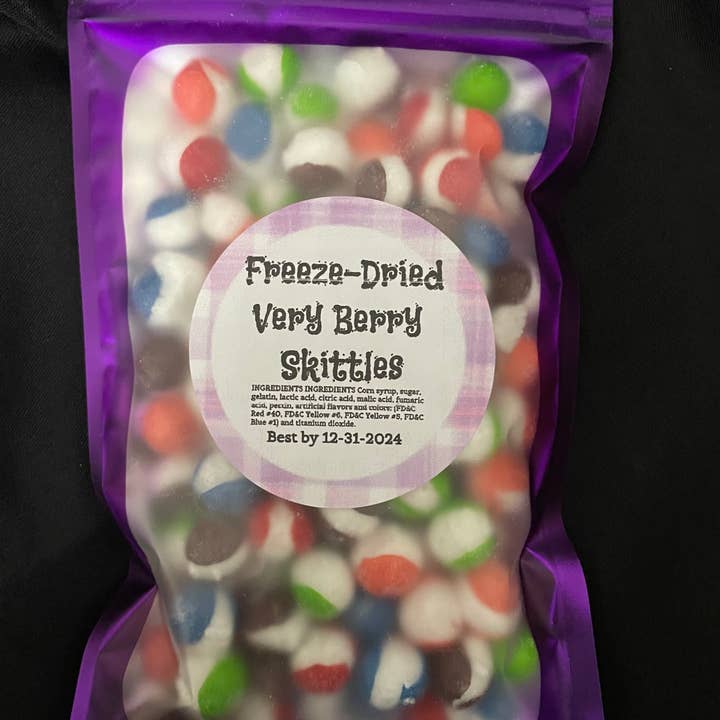 Freeze-Dried
Very Berry
Skittles
INGREDIENTS INGREDIENTS Corn syrup, sugar,
gelatin, lactic acid, citric acid, malic acid, fumaric
acid, pectin, artificial flavors and colors: (FD&C
Red #40, FD&C Yellow #6, FD&C Yellow #5, FD&C
Blue #1) and titanium dioxide.
Best by 12-31-2024